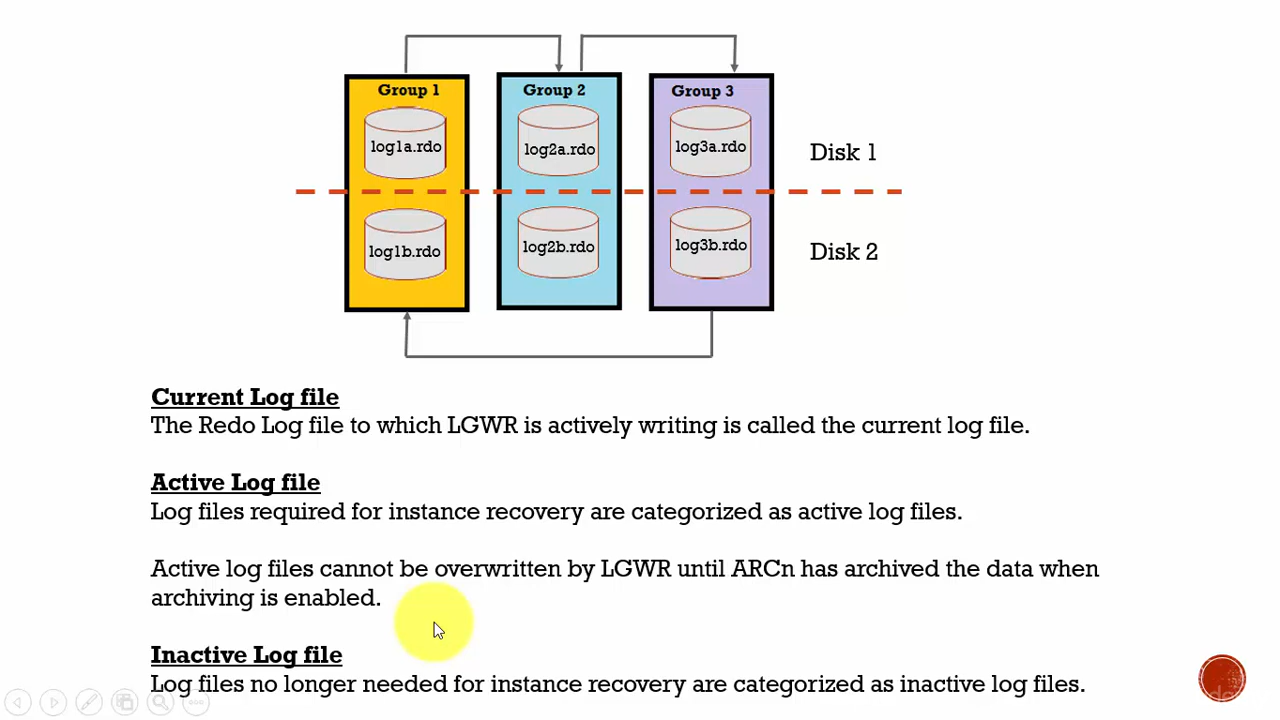 Group 1
Group 2
Group 3
log1a.rdo
log2a.rdo
log3a.rdo
Disk 1
log1b.rdo
log2b.rdo
log3b.rdo
Disk 2
Current Log file
The Redo Log file to which LGWR is actively writing is called the current log file.
Active Log file
Log files required for instance recovery are categorized as active log files.
Active log files cannot be overwritten by LGWR until ARCn has archived the data when
archiving is enabled.
Inactive Log file
Log files no longer needed for instance recovery are categorized as inactive log files.